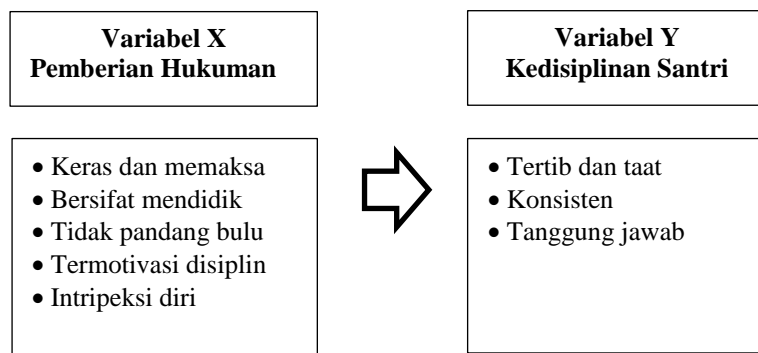 Variabel X
Pemberian Hukuman
Variabel Y
Kedisiplinan Santri
• Keras dan memaksa
• Bersifat mendidik
• Tidak pandang bulu
• Termotivasi disiplin
• Intripeksi diri
• Tertib dan taat
• Konsisten
• Tanggung jawab